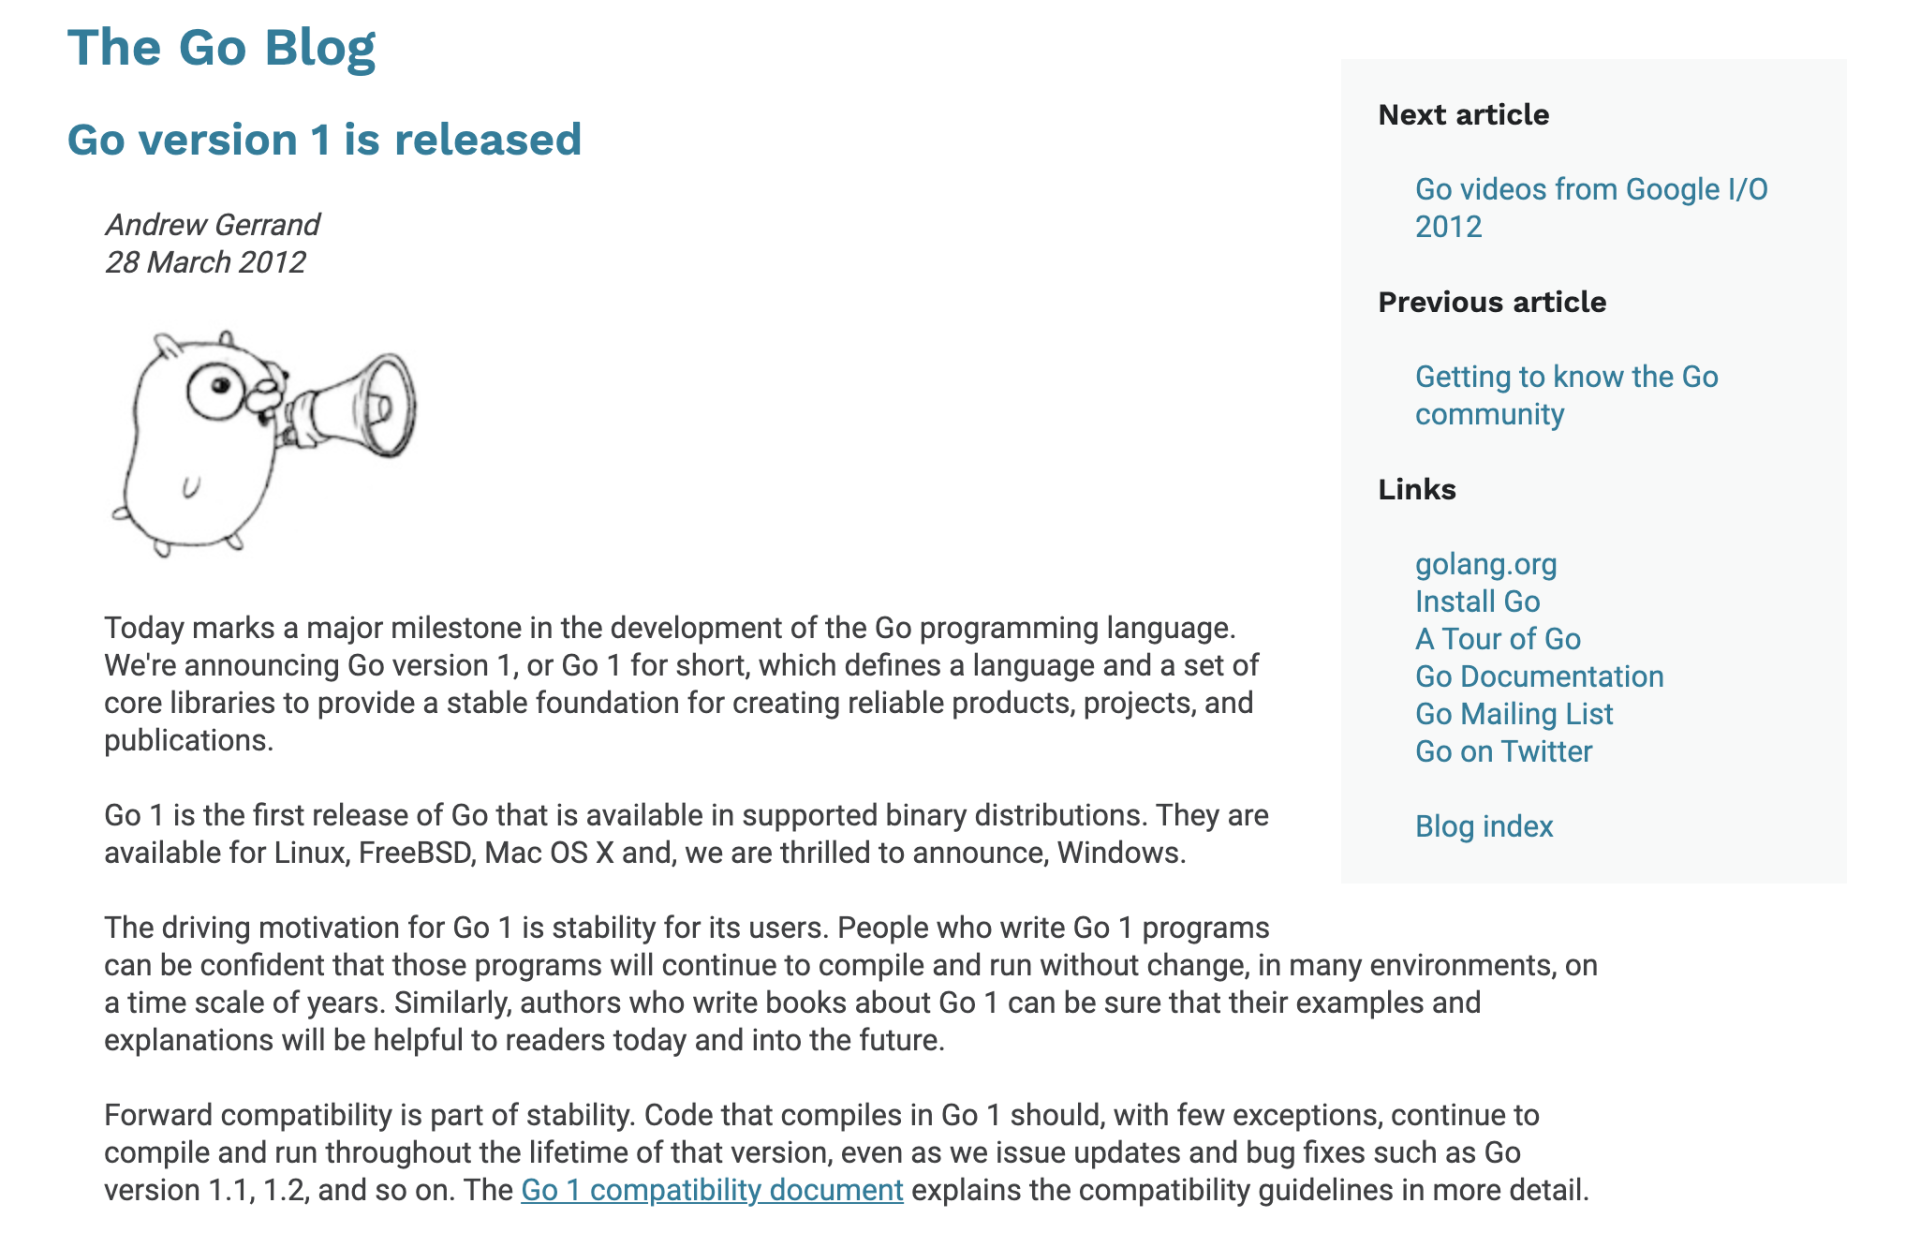 The Go Blog
Go version 1 is released
Andrew Gerrand
28 March 2012
Today marks a major milestone in the development of the Go programming language.
We're announcing Go version 1, or Go 1 for short, which defines a language and a set of
core libraries to provide a stable foundation for creating reliable products, projects, and
publications.
Go 1 is the first release of Go that is available in supported binary distributions. They are
available for Linux, FreeBSD, Mac OS X and, we are thrilled to announce, Windows.
The driving motivation for Go 1 is stability for its users. People who write Go 1 programs
can be confident that those programs will continue to compile and run without change, in many environments, on
a time scale of years. Similarly, authors who write books about Go 1 can be sure that their examples and
explanations will be helpful to readers today and into the future.
Forward compatibility is part of stability. Code that compiles in Go 1 should, with few exceptions, continue to
compile and run throughout the lifetime of that version, even as we issue updates and bug fixes such as Go
version 1.1, 1.2, and so on. The Go 1 compatibility document explains the compatibility guidelines in more detail.
Next article
Go videos from Google I/O
2012
Previous article
Getting to know the Go
community
Links
golang.org
Install Go
A Tour of Go
Go Documentation
Go Mailing List
Go on Twitter
Blog index